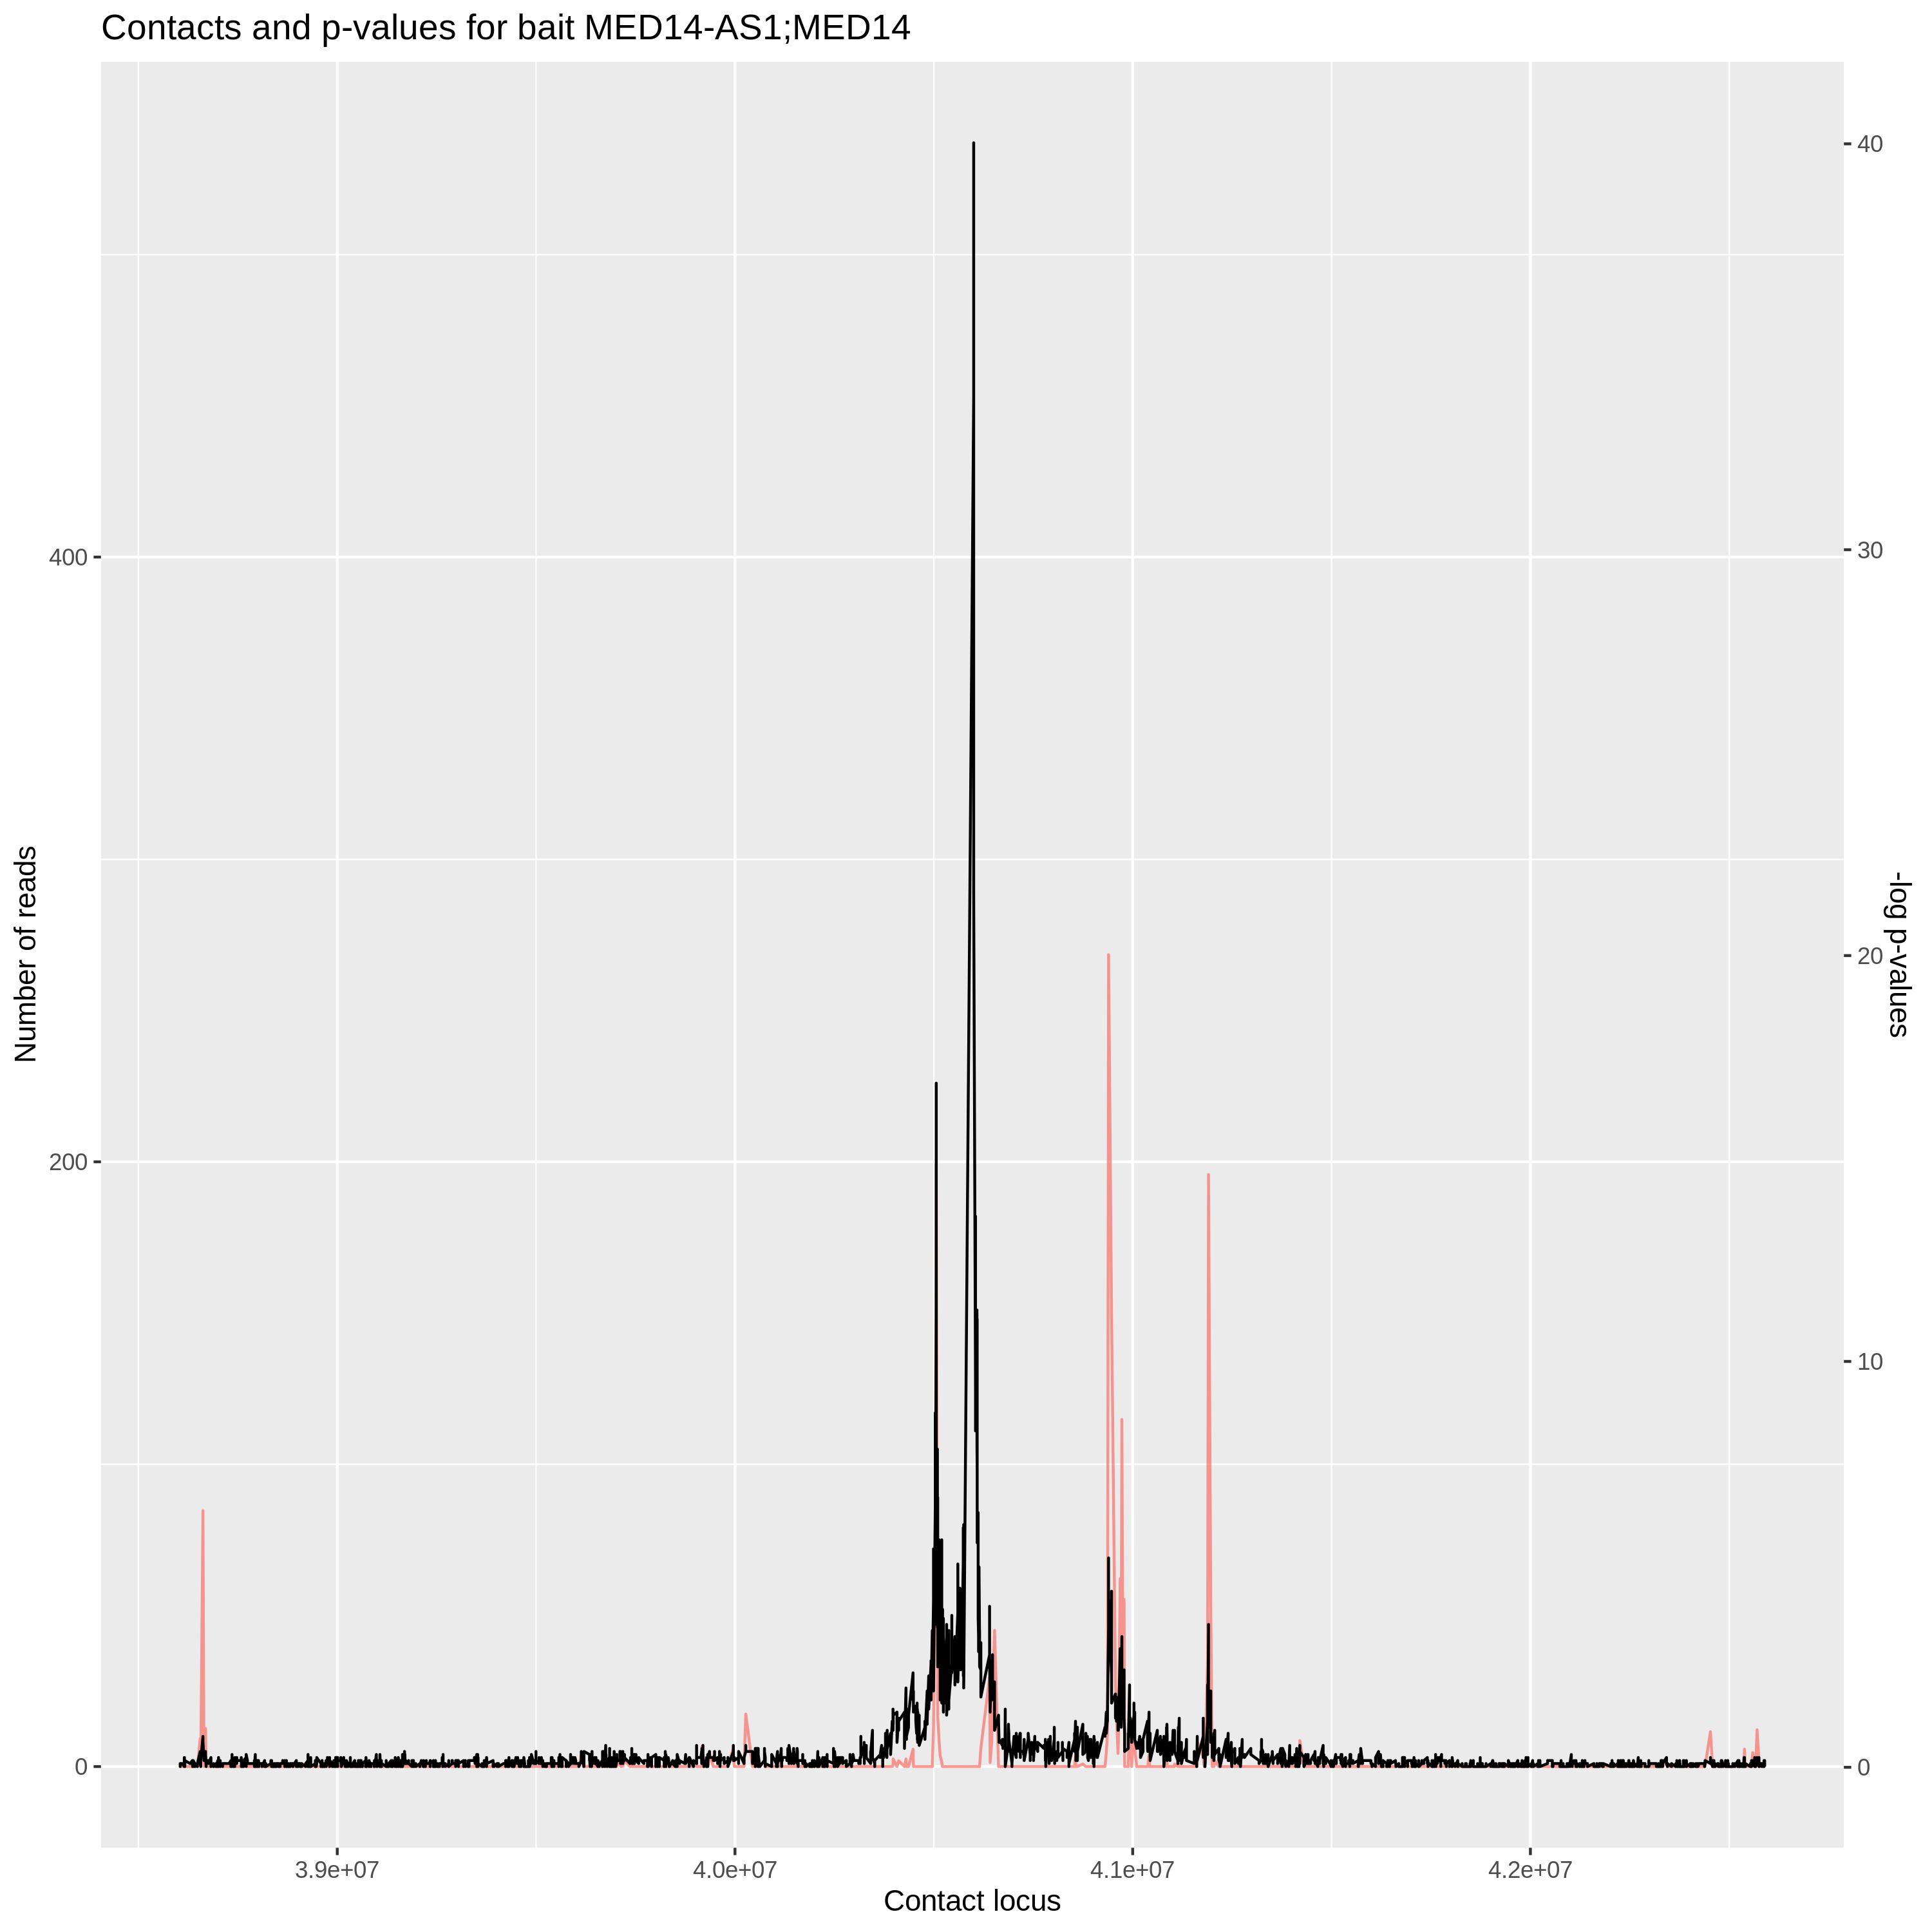 Contacts and p-values for bait MED14-AS1;MED14
Number of reads
400
200
0
40
30
20
10
0
-log p-values
3.9e+07
4.0e+07
4.1e+07
4.2e+07
Contact locus